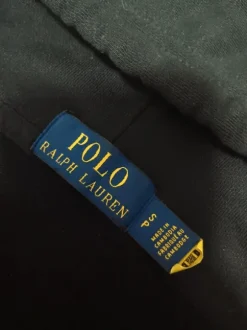 POLO
RALPH LAUREN
S P
MADE IN
CAMBODIA
FABRIQUÉ AU
CAMBODGE